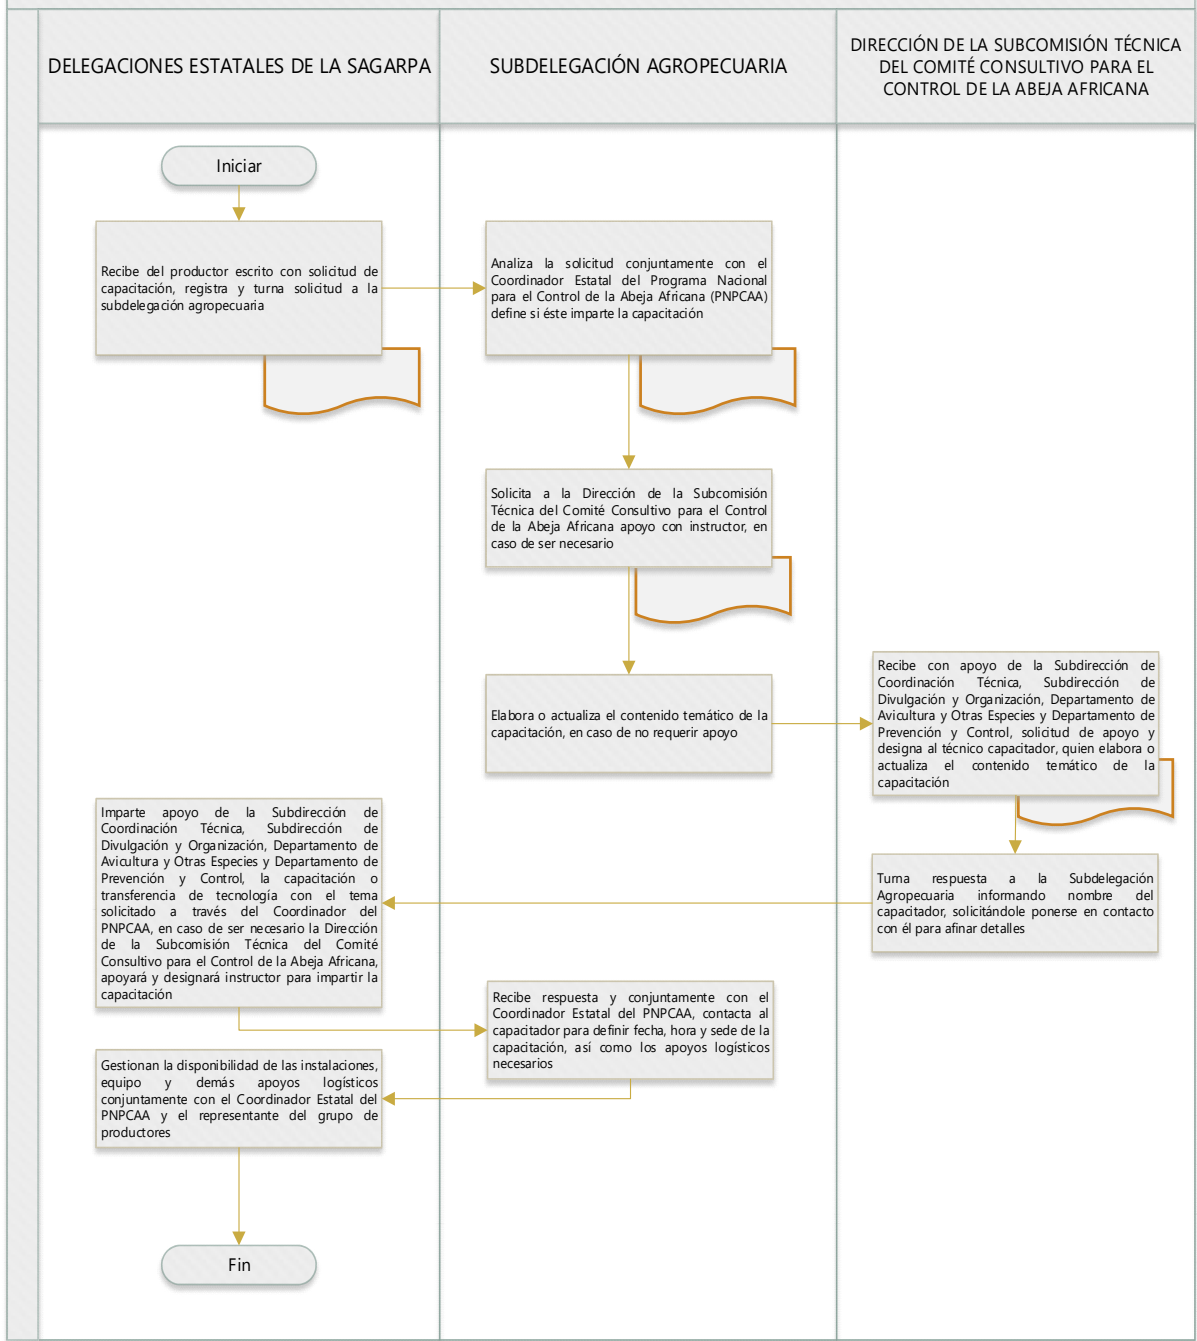 DELEGACIONES ESTATALES DE LA SAGARPA
SUBDELEGACIÓN AGROPECUARIA
DIRECCIÓN DE LA SUBCOMISIÓN TÉCNICA
DEL COMITÉ CONSULTIVO PARA EL
CONTROL DE LA ABEJA AFRICANA
Iniciar
Recibe del productor escrito con solicitud de
capacitación, registra y turna solicitud a la
subdelegación agropecuaria
Analiza la solicitud conjuntamente con el
Coordinador Estatal del Programa Nacional
para el Control de la Abeja Africana (PNPCAA)
define si éste imparte la capacitación
Solicita a la Dirección de la Subcomisión
Técnica del Comité Consultivo para el Control
de la Abeja Africana apoyo con instructor, en
caso de ser necesario
Elabora o actualiza el contenido temático de la
capacitación, en caso de no requerir apoyo
Recibe con apoyo de la Subdirección de
Coordinación Técnica, Subdirección de
Divulgación y Organización, Departamento de
Avicultura y Otras Especies y Departamento de
Prevención y Control, solicitud de apoyo y
designa al técnico capacitador, quien elabora o
actualiza el contenido temático de la
capacitación
Turna respuesta a la Subdelegación
Agropecuaria informando nombre del
capacitador, solicitándole ponerse en contacto
con él para afinar detalles
Imparte apoyo de la Subdirección de
Coordinación Técnica, Subdirección de
Divulgación y Organización, Departamento de
Avicultura y Otras Especies y Departamento de
Prevención y Control, la capacitación o
transferencia de tecnología con el tema
solicitado a través del Coordinador del
PNPCAA, en caso de ser necesario la Dirección
de la Subcomisión Técnica del Comité
Consultivo para el Control de la Abeja Africana,
apoyará y designará instructor para impartir la
capacitación
Recibe respuesta y conjuntamente con el
Coordinador Estatal del PNPCAA, contacta al
capacitador para definir fecha, hora y sede de la
capacitación, así como los apoyos logísticos
necesarios
Gestionan la disponibilidad de las instalaciones,
equipo y demás apoyos logísticos
conjuntamente con el Coordinador Estatal del
PNPCAA y el representante del grupo de
productores
Fin